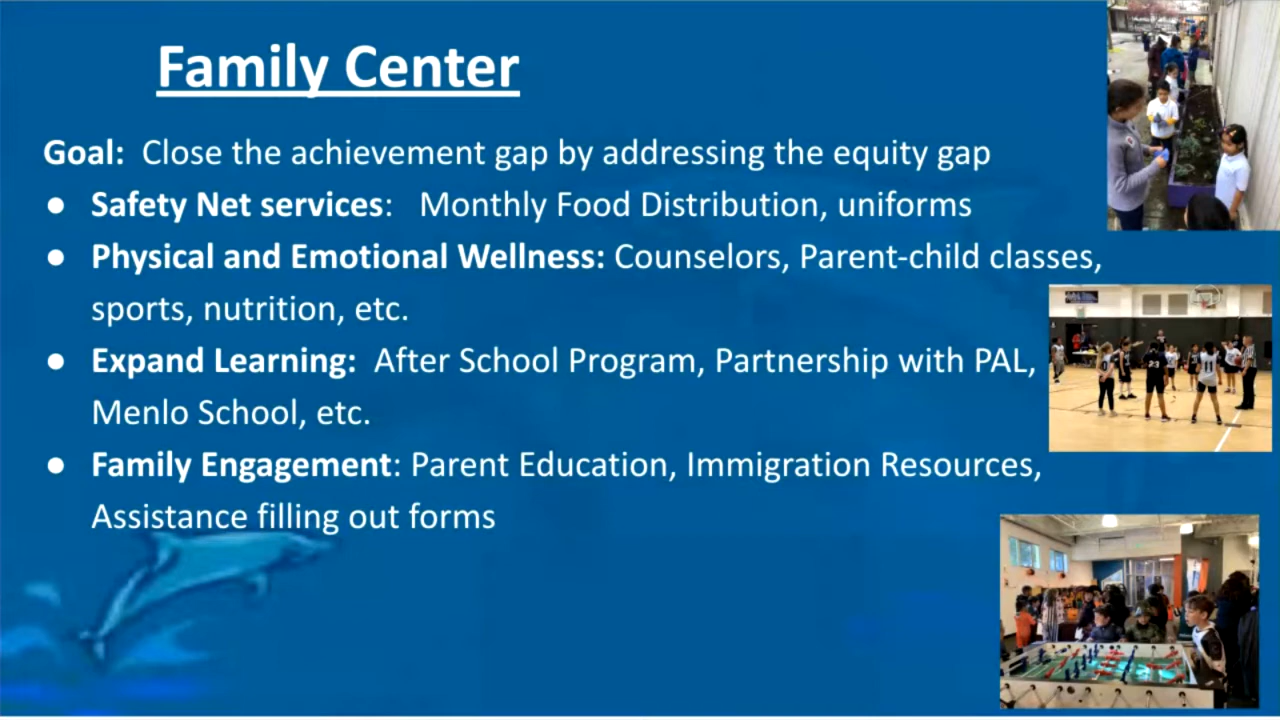 Family Center
Goal: Close the achievement gap by addressing the equity gap
● Safety Net services: Monthly Food Distribution, uniforms
● Physical and Emotional Wellness: Counselors, Parent-child classes,
sports, nutrition, etc.
● Expand Learning: After School Program, Partnership with PAL,
Menlo School, etc.
● Family Engagement: Parent Education, Immigration Resources,
Assistance filling out forms
23
11